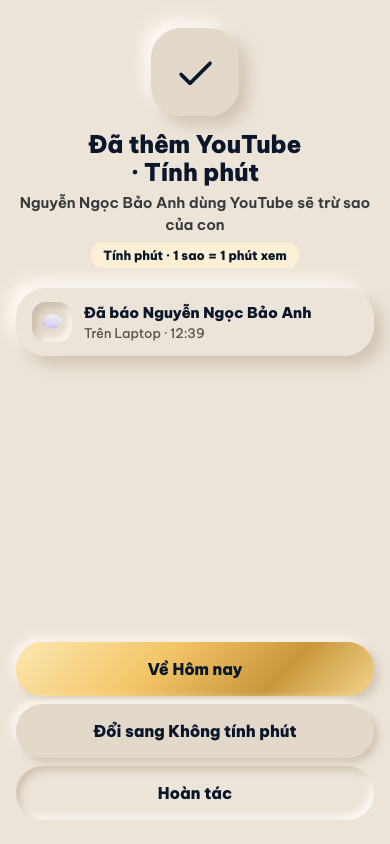 Đã thêm YouTube
· Tính phút
Nguyễn Ngọc Bảo Anh dùng YouTube sẽ trừ sao
của con
Tính phút · 1 sao = 1 phút xem
Đã báo Nguyễn Ngọc Bảo Anh
Trên Laptop · 12:39
Về Hôm nay
Đổi sang Không tính phút
Hoàn tác